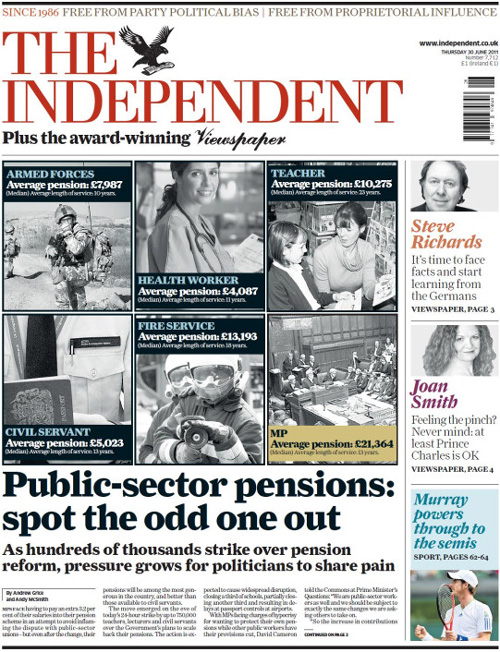 SINCE 1986 FREE FROM PARTY POLITICAL BIAS | FREE FROM PROPRIETORIAL INFLUENCE
THE
INDEPENDENT
www.independent.co.uk
THURSDAY 30 JUNE 2011
Number 7,712
£1 (Ireland €1)
Plus the award-winning Viewspaper
ARMED FORCES
Average pension: £7,987
(Median) Average length of service: 10 years.
HEALTH WORKER
Average pension: £4,087
(Median) Average length of service: 11 years.
TEACHER
Average pension: £10,275
(Median) Average length of service: 23 years.
CIVIL SERVANT
Average pension: £5,023
(Median) Average length of service: 13 years.
FIRE SERVICE
Average pension: £13,193
(Median) Average length of service: 18 years.
MP
Average pension: £21,364
(Median) Average length of service: 13 years.
Public-sector pensions:
spot the odd one out
As hundreds of thousands strike over pension
reform, pressure grows for politicians to share pain
By Andrew Grice
and Andy McSmith
MPS FACE having to pay an extra 3.2 per
cent of their salaries into their pension
scheme in an attempt to avoid inflam-
ing the dispute with public-sector
unions – but even after the change, their
pensions will be among the most gen-
erous in the country, and better than
those available to civil servants.
The move emerged on the eve of
today's 24-hour strike by up to 750,000
teachers, lecturers and civil servants
over the Government's plans to scale
back their pensions. The action is ex-
pected to cause widespread disruption,
closing a third of schools, partially clos-
ing another third and resulting in de-
lays at passport controls at airports.
With MPs facing charges of hypocrisy
for wanting to protect their own pen-
sions while other public workers have
their provisions cut, David Cameron
told the Commons at Prime Minister's
Questions: "We are public-sector work-
ers as well and we should be subject to
exactly the same changes we are ask-
ing others to take on.
"So the increase in contributions
CONTINUED ON PAGE 2
Steve
Richards
It's time to face
facts and start
learning from
the Germans
VIEWSPAPER, PAGE 3
Joan
Smith
Feeling the pinch?
Never mind: at
least Prince
Charles is OK
VIEWSPAPER, PAGE 4
Murray
powers
through to
the semis
SPORT, PAGES 62-64